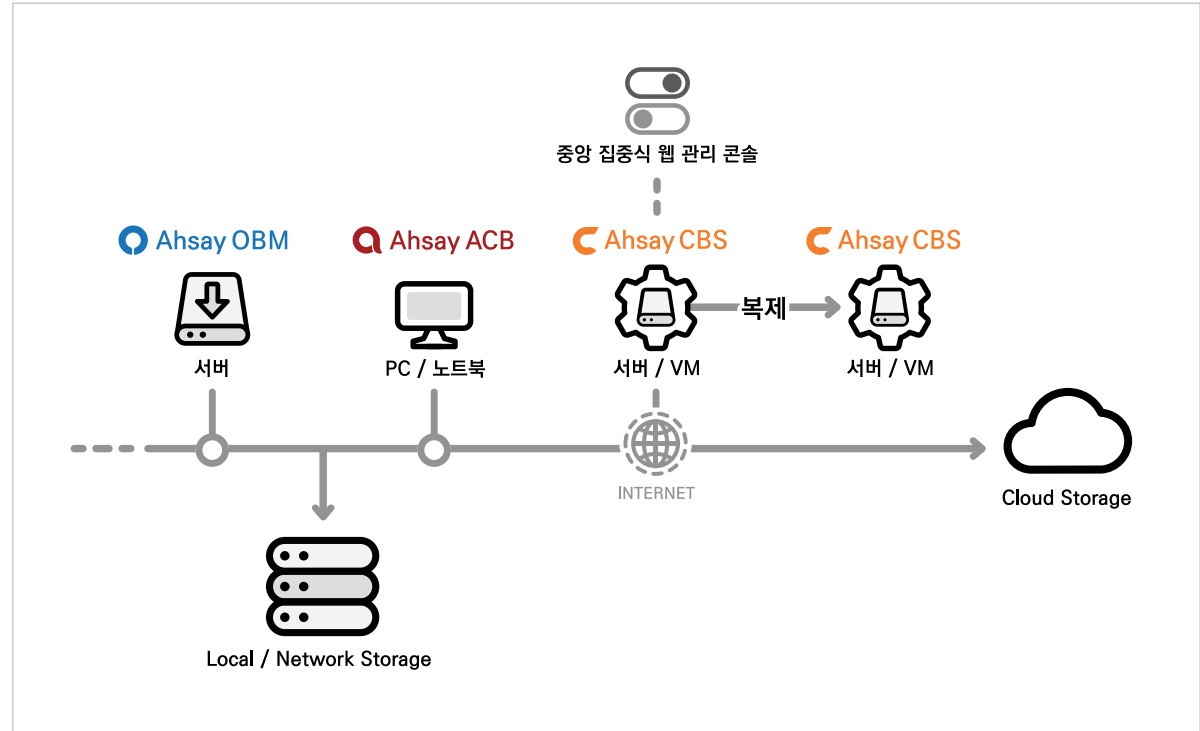 중앙 집중식 웹 관리 콘솔
Ahsay OBM
Ahsay ACB
Ahsay CBS
Ahsay CBS
복제
서버
PC / 노트북
서버 / VM
서버 / VM
INTERNET
Cloud Storage
Local / Network Storage